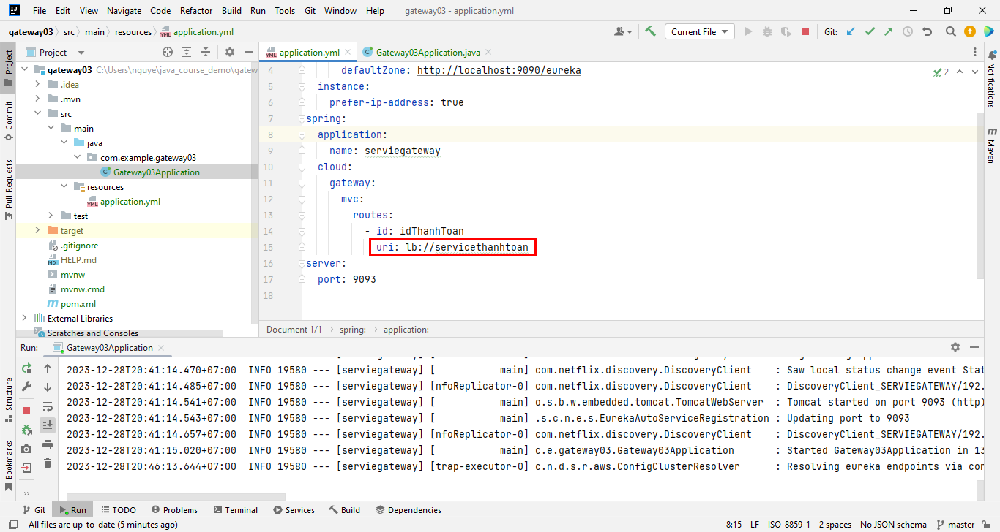 File Edit View Navigate Code Refactor Build Run Tools Git Window Help gateway03 - application.yml
gateway03 src main resources application.yml Current File Git:
Project
application.yml Gateway03Application.java
gateway03 C:\Users\nguye\java_course_demo\gatew
.idea
.mvn
src
main
java
com.example.gateway03
Gateway03Application
resources
application.yml
test
target
.gitignore
HELP.md
mvnw
mvnw.cmd
pom.xml
External Libraries
Scratches and Consoles
4 defaultZone: http://localhost:9090/eureka
5 instance:
6 prefer-ip-address: true
7 spring:
8 application:
9 name: serviegateway
10 cloud:
11 gateway:
12 mvc:
13 routes:
14 - id: idThanhToan
15 uri: lb://servicethanhtoan
16 server:
17 port: 9093
18
2
Document 1/1 spring: application:
Project
Commit
Pull Requests
Structure
Bookmarks
Notifications
Maven
Run: Gateway03Application
2023-12-28T20:41:14.470+07:00 INFO 19580 --- [serviegateway] [ main] com.netflix.discovery.DiscoveryClient : Saw local status change event Stat
2023-12-28T20:41:14.485+07:00 INFO 19580 --- [serviegateway] [nfoReplicator-0] com.netflix.discovery.DiscoveryClient : DiscoveryClient_SERVIEGATEWAY/192.
2023-12-28T20:41:14.541+07:00 INFO 19580 --- [serviegateway] [ main] o.s.b.w.embedded.tomcat.TomcatWebServer : Tomcat started on port 9093 (http)
2023-12-28T20:41:14.543+07:00 INFO 19580 --- [serviegateway] [ main] .s.c.n.e.s.EurekaAutoServiceRegistration : Updating port to 9093
2023-12-28T20:41:14.657+07:00 INFO 19580 --- [serviegateway] [nfoReplicator-0] com.netflix.discovery.DiscoveryClient : DiscoveryClient_SERVIEGATEWAY/192.
2023-12-28T20:41:15.020+07:00 INFO 19580 --- [serviegateway] [ main] c.e.gateway03.Gateway03Application : Started Gateway03Application in 13
2023-12-28T20:46:13.644+07:00 INFO 19580 --- [serviegateway] [trap-executor-0] c.n.d.s.r.aws.ConfigClusterResolver : Resolving eureka endpoints via con
Git Run TODO Problems Terminal Services Build Dependencies
All files are up-to-date (5 minutes ago) 8:15 LF ISO-8859-1 2 spaces No JSON schema master